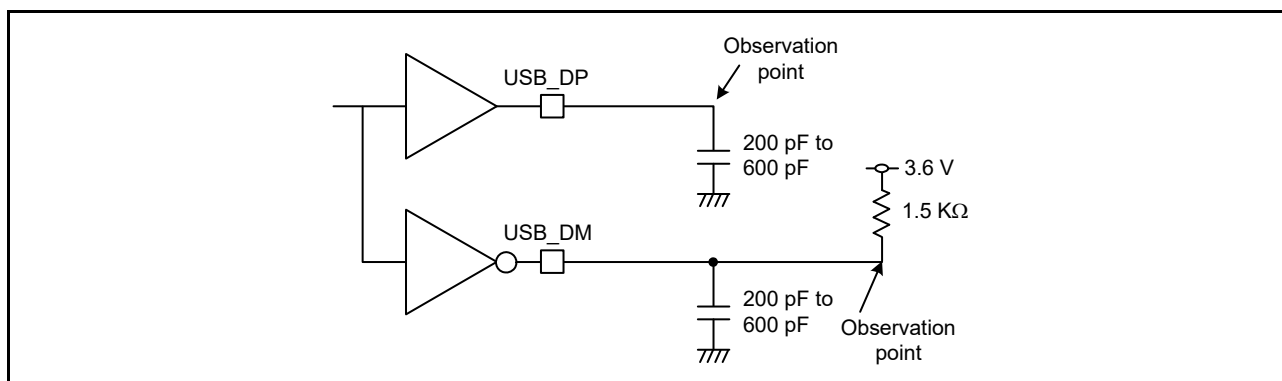 Observation
point
USB_DP
200 pF to
600 pF
3.6 V
1.5 KΩ
USB_DM
200 pF to
600 pF
Observation
point